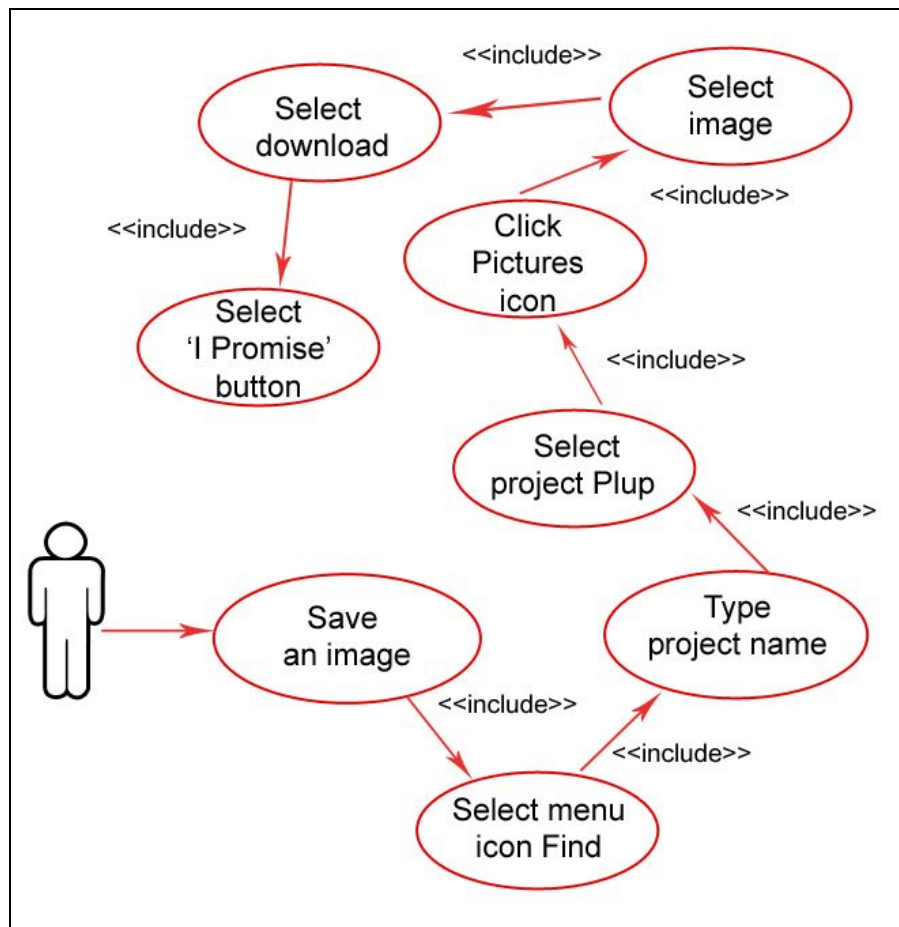 <<include>>
Select
image
Select
download
<<include>>
Click
Pictures
icon
<<include>>
Select
‘I Promise’
button
<<include>>
Select
project Plup
<<include>>
Type
project name
Save
an image
<<include>>
<<include>>
Select menu
icon Find